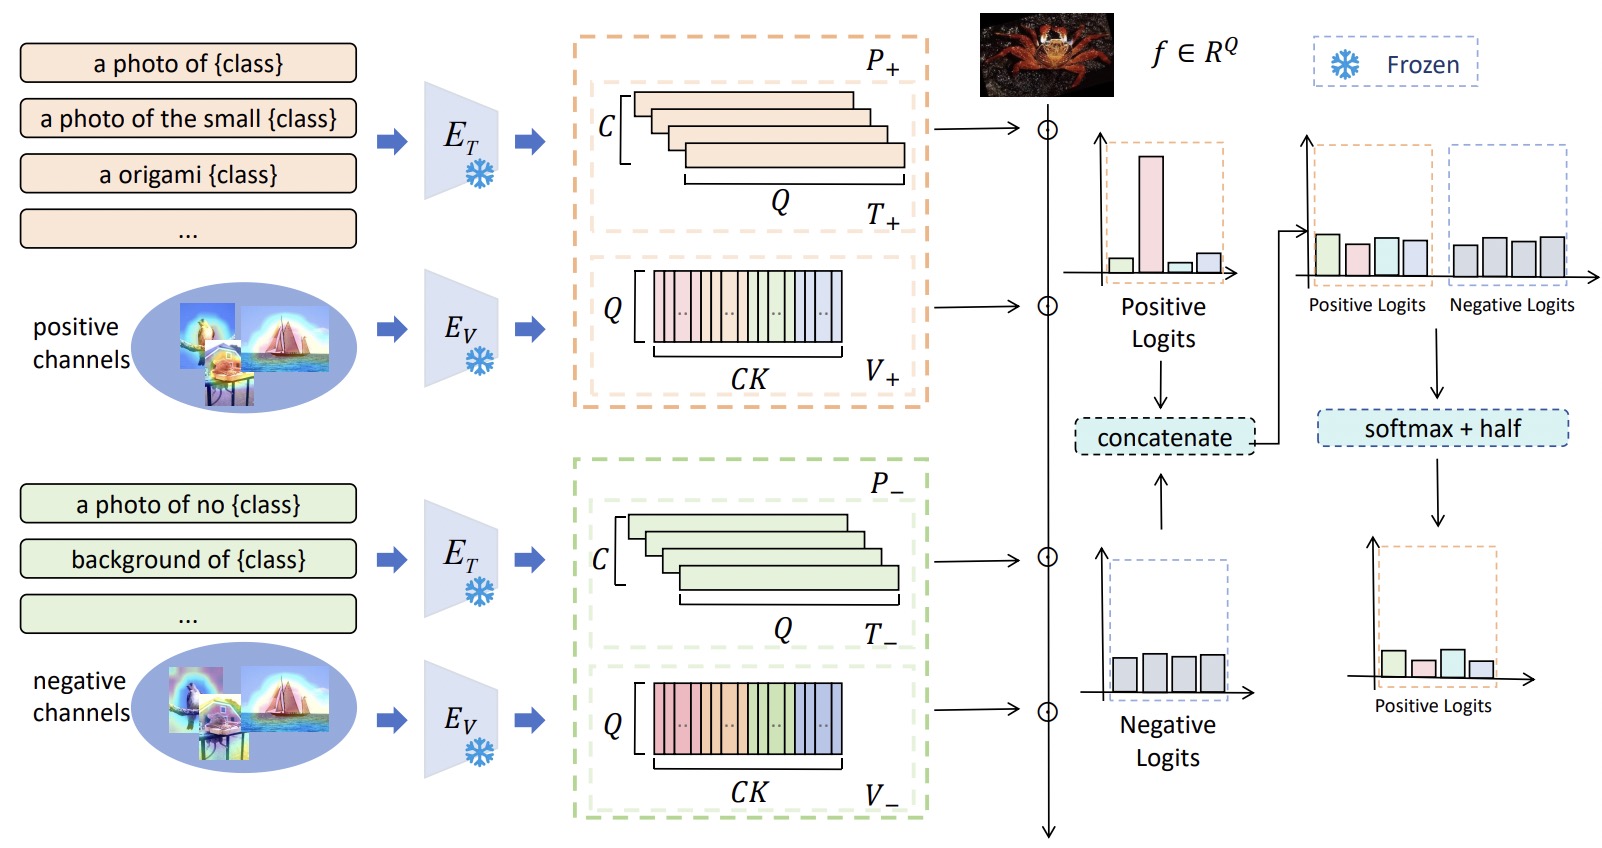 a photo of {class}
a photo of the small {class}
a origami {class}
...
E_T
P_+
C
Q
T_+
positive
channels
E_V
Q
.. .. .. ..
CK
V_+
a photo of no {class}
background of {class}
...
E_T
P_−
C
Q
T_−
negative
channels
E_V
Q
.. .. .. ..
CK
V_−
f ∈ R^Q
Frozen
Positive
Logits
concatenate
Negative
Logits
Positive Logits
Negative Logits
softmax + half
Positive Logits